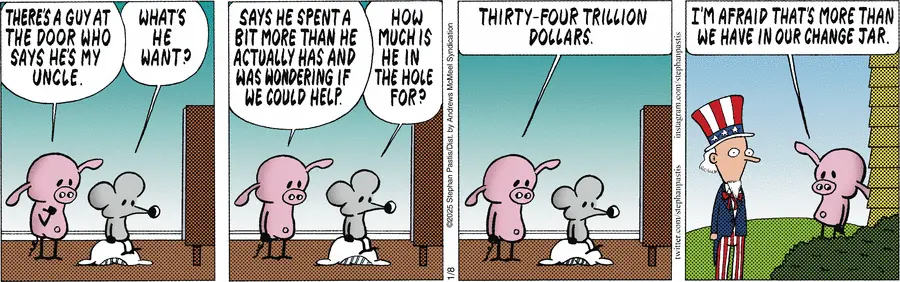 THERE'S A GUY AT
THE DOOR WHO
SAYS HE'S MY
UNCLE.
WHAT'S
HE
WANT?
SAYS HE SPENT A
BIT MORE THAN HE
ACTUALLY HAS AND
WAS WONDERING IF
WE COULD HELP.
HOW
MUCH IS
HE IN
THE HOLE
FOR?
©2025 Stephan Pastis/Dist. by Andrews McMeel Syndication
1/8
THIRTY-FOUR TRILLION
DOLLARS.
twitter.com/stephanpastis
instagram.com/stephanpastis
I'M AFRAID THAT'S MORE THAN
WE HAVE IN OUR CHANGE JAR.